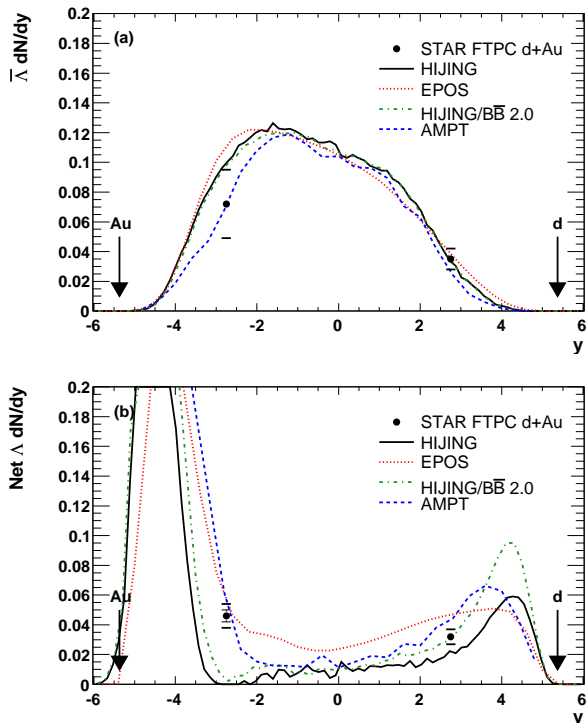 (a)
Λ̅ dN/dy
0.2
0.18
0.16
0.14
0.12
0.1
0.08
0.06
0.04
0.02
0
STAR FTPC d+Au
HIJING
EPOS
HIJING/BB̅ 2.0
AMPT
Au
d
-6 -4 -2 0 2 4 6
y
(b)
Net Λ dN/dy
0.2
0.18
0.16
0.14
0.12
0.1
0.08
0.06
0.04
0.02
0
STAR FTPC d+Au
HIJING
EPOS
HIJING/BB̅ 2.0
AMPT
Au
d
-6 -4 -2 0 2 4 6
y